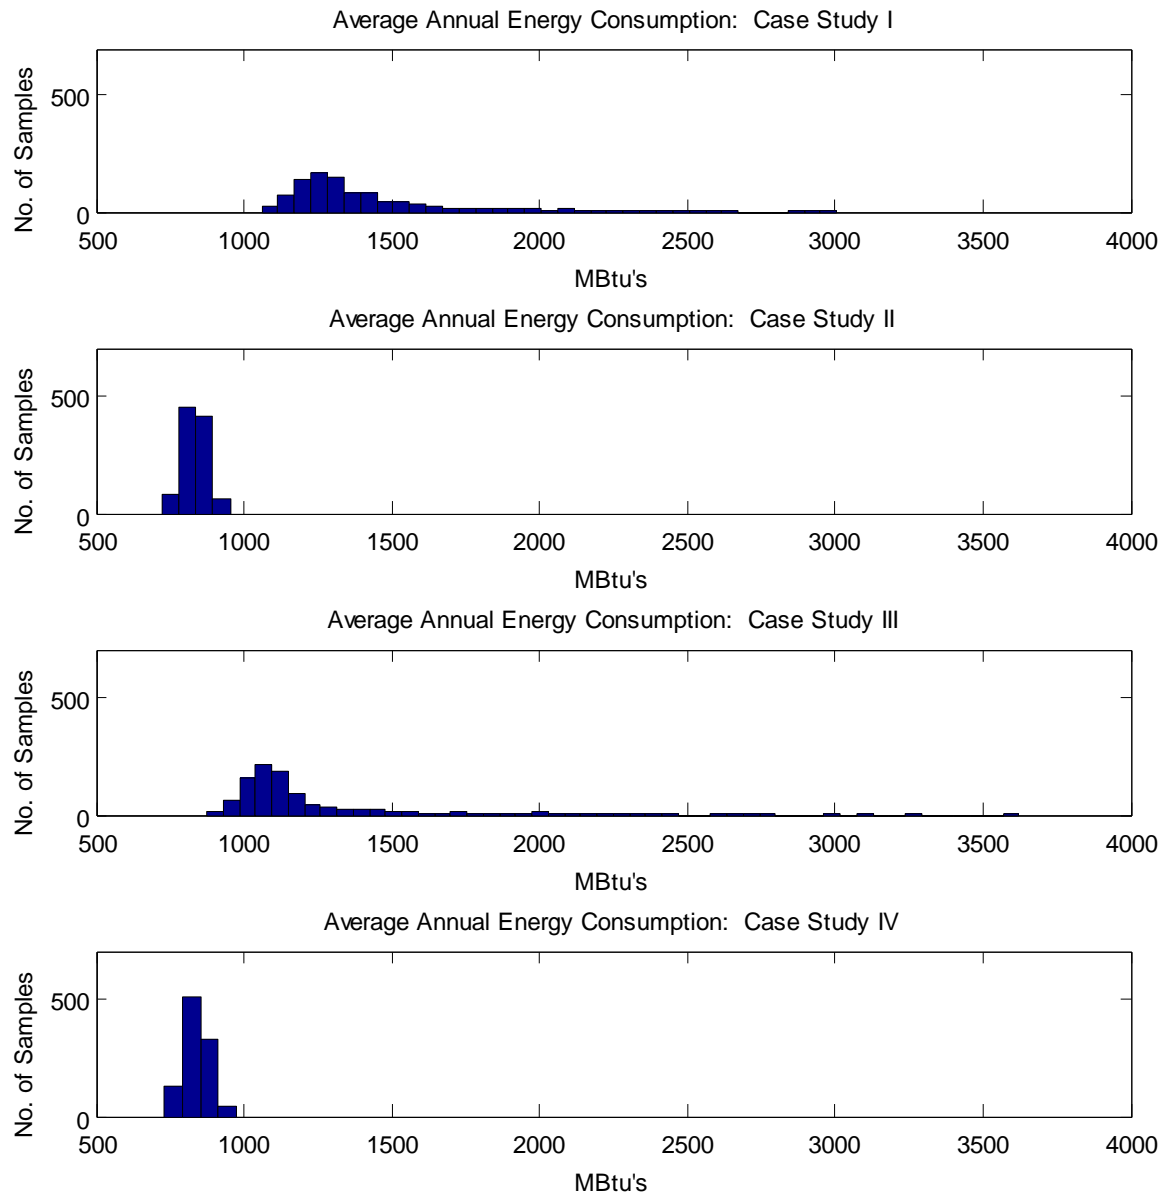 Average Annual Energy Consumption:  Case Study I
No. of Samples
500
0
500 1000 1500 2000 2500 3000 3500 4000
MBtu's
Average Annual Energy Consumption:  Case Study II
No. of Samples
500
0
500 1000 1500 2000 2500 3000 3500 4000
MBtu's
Average Annual Energy Consumption:  Case Study III
No. of Samples
500
0
500 1000 1500 2000 2500 3000 3500 4000
MBtu's
Average Annual Energy Consumption:  Case Study IV
No. of Samples
500
0
500 1000 1500 2000 2500 3000 3500 4000
MBtu's